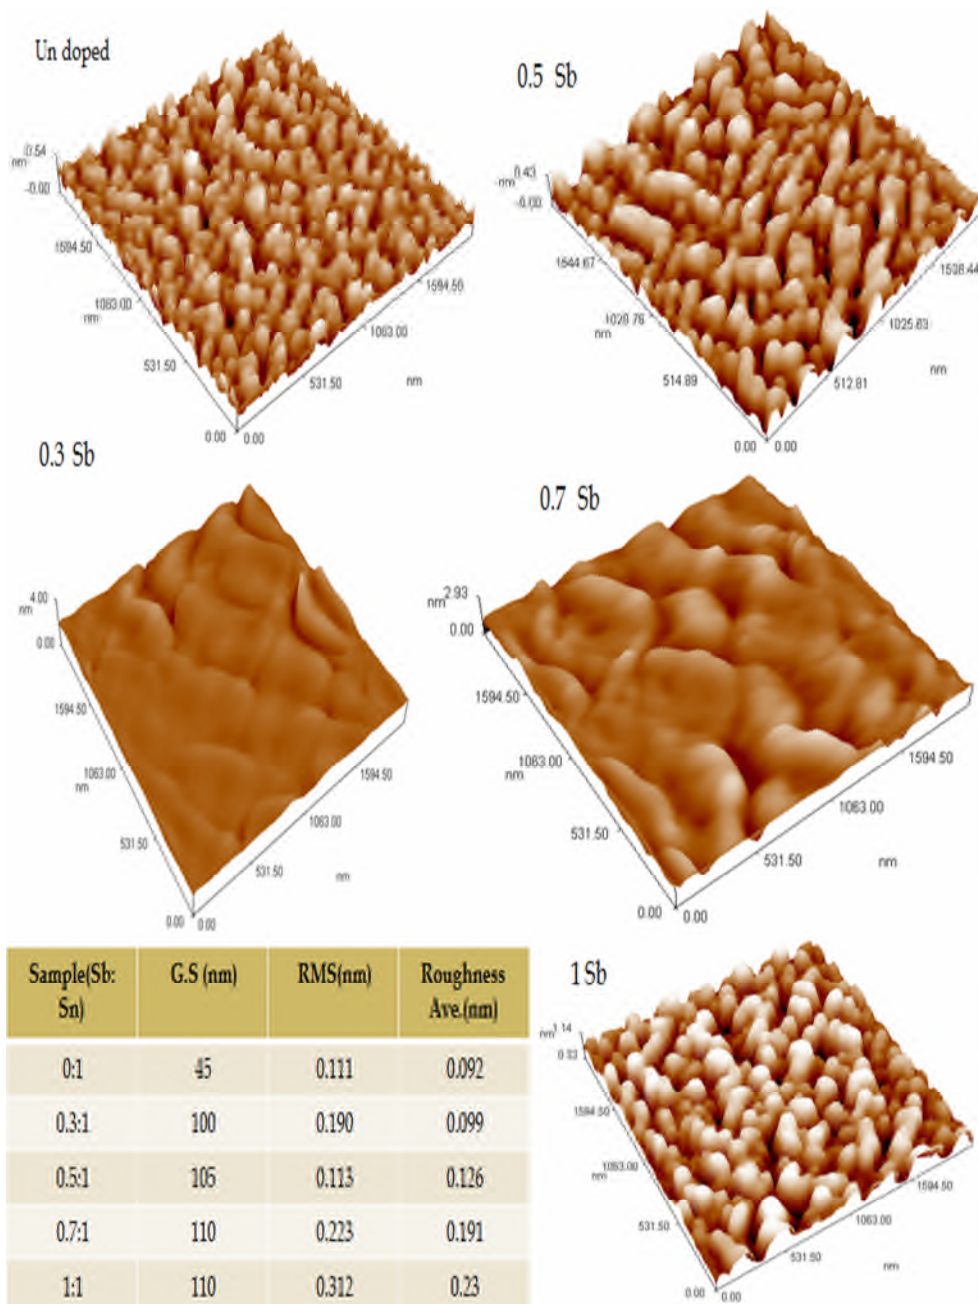 Un doped
0.54
nm
-0.00
1594.50
1063.00
nm
531.50
0.00
0.00
531.50
nm
1063.00
1594.50
0.5 Sb
0.43
nm
-0.00
1544.67
1029.78
nm
514.89
0.00
0.00
512.81
nm
1025.63
1538.44
0.3 Sb
4.00
nm
0.00
1594.50
1063.00
nm
531.50
0.00
0.00
531.50
nm
1063.00
1594.50
0.7 Sb
2.93
nm
0.00
1594.50
1063.00
nm
531.50
0.00
0.00
531.50
nm
1063.00
1594.50
Sample(Sb: Sn) G.S (nm) RMS(nm) Roughness Ave.(nm)
0:1 45 0.111 0.092
0.3:1 100 0.190 0.099
0.5:1 105 0.113 0.126
0.7:1 110 0.223 0.191
1:1 110 0.312 0.23
1 Sb
nm
1594.50
1063.00
nm
531.50
0.00
0.00
531.50
nm
1063.00
1594.50